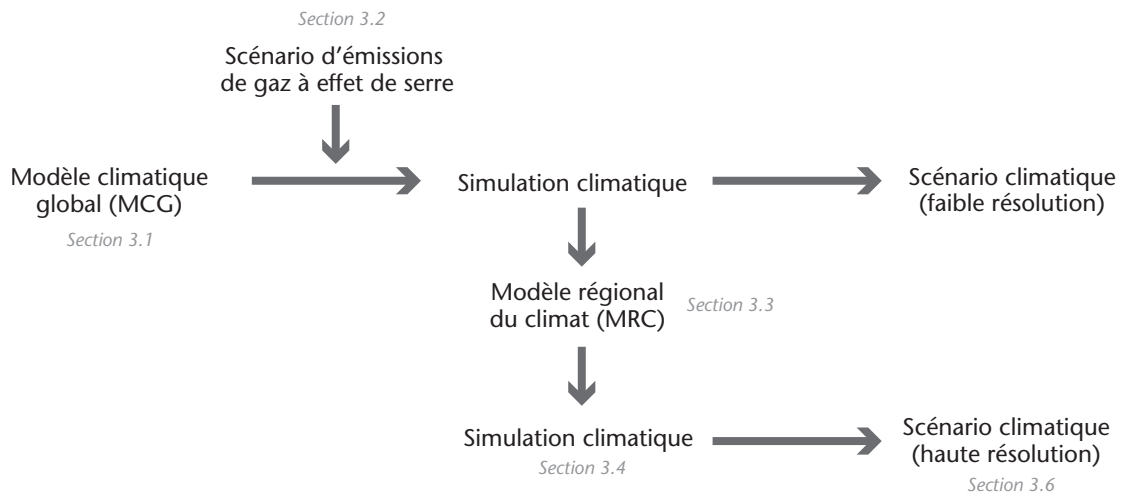 Section 3.2
Scénario d'émissions
de gaz à effet de serre
Modèle climatique
global (MCG)
Section 3.1
Simulation climatique
Scénario climatique
(faible résolution)
Modèle régional
du climat (MRC)
Section 3.3
Simulation climatique
Section 3.4
Scénario climatique
(haute résolution)
Section 3.6